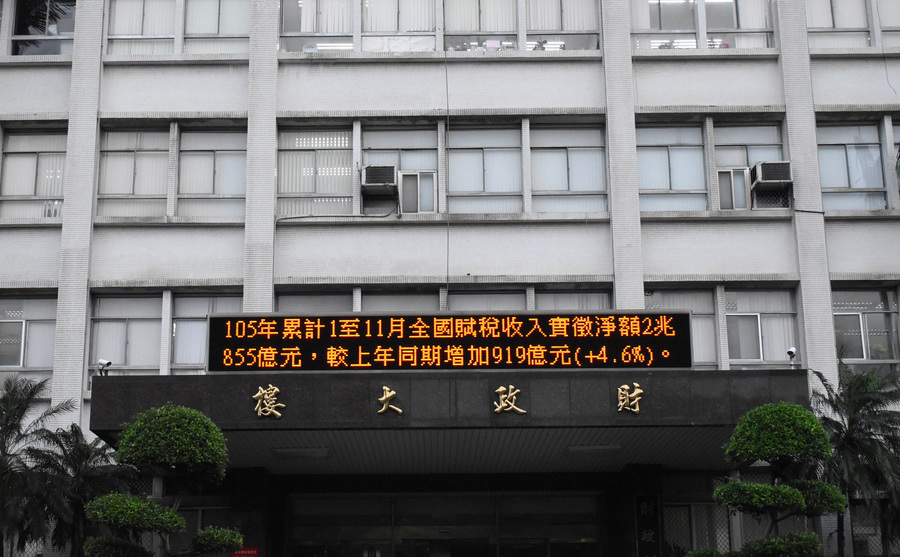 105年累計1至11月全國賦稅收入實徵淨額2兆
855億元，較上年同期增加919億元(+4.6%)。
樓大政財
財政